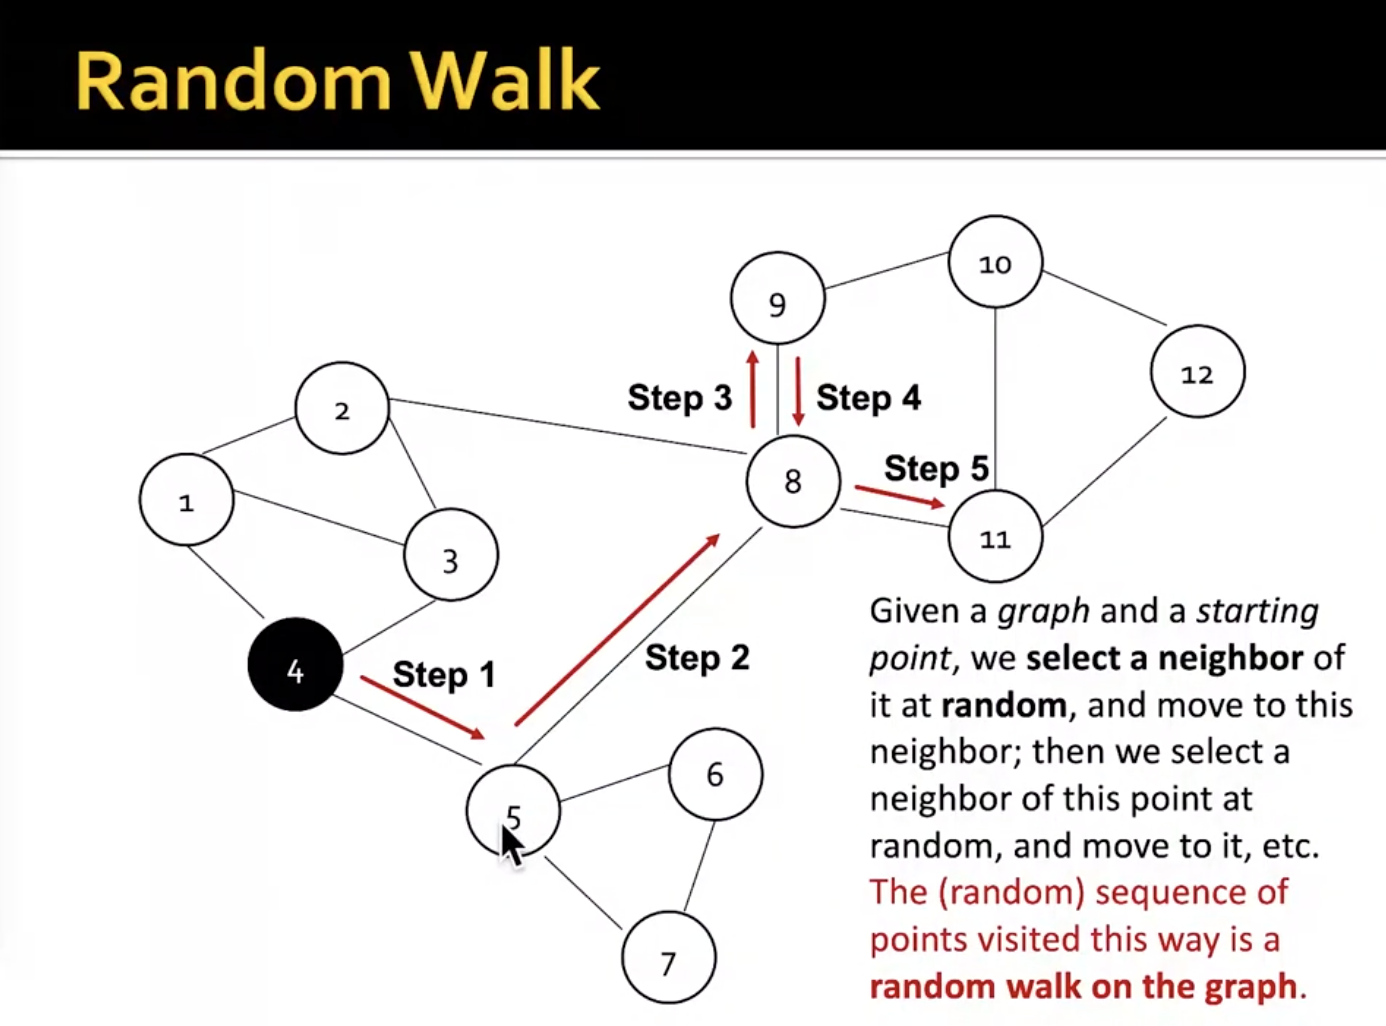 Random Walk
10
9
12
Step 3
Step 4
2
Step 5
8
1
11
3
Given a graph and a starting
point, we select a neighbor of
it at random, and move to this
neighbor; then we select a
neighbor of this point at
random, and move to it, etc.
The (random) sequence of
points visited this way is a
random walk on the graph.
4
Step 1
Step 2
6
5
7